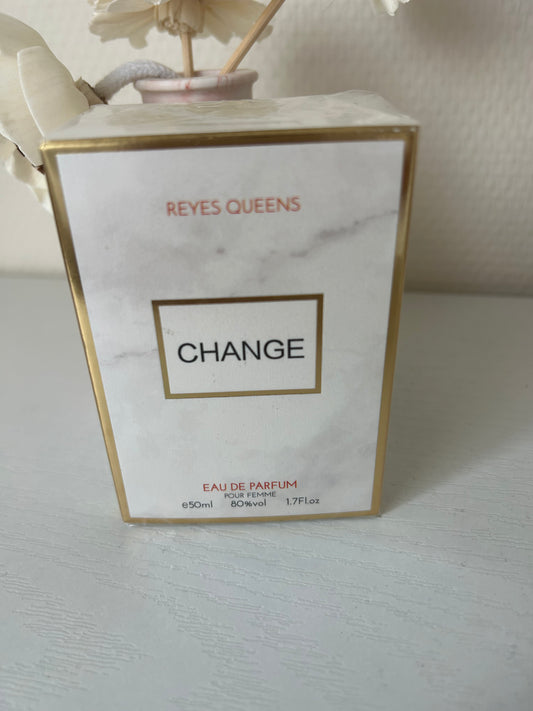 REYES QUEENS
CHANGE
EAU DE PARFUM
POUR FEMME
℮50ml 80%vol 1.7Fl.oz